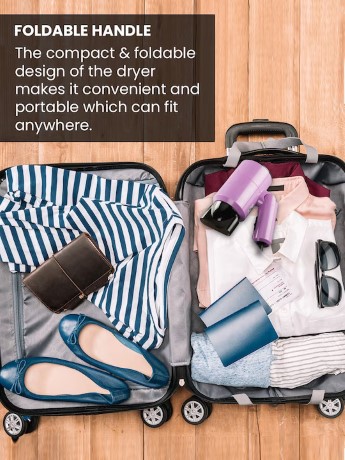 FOLDABLE HANDLE
The compact & foldable
design of the dryer
makes it convenient and
portable which can fit
anywhere.